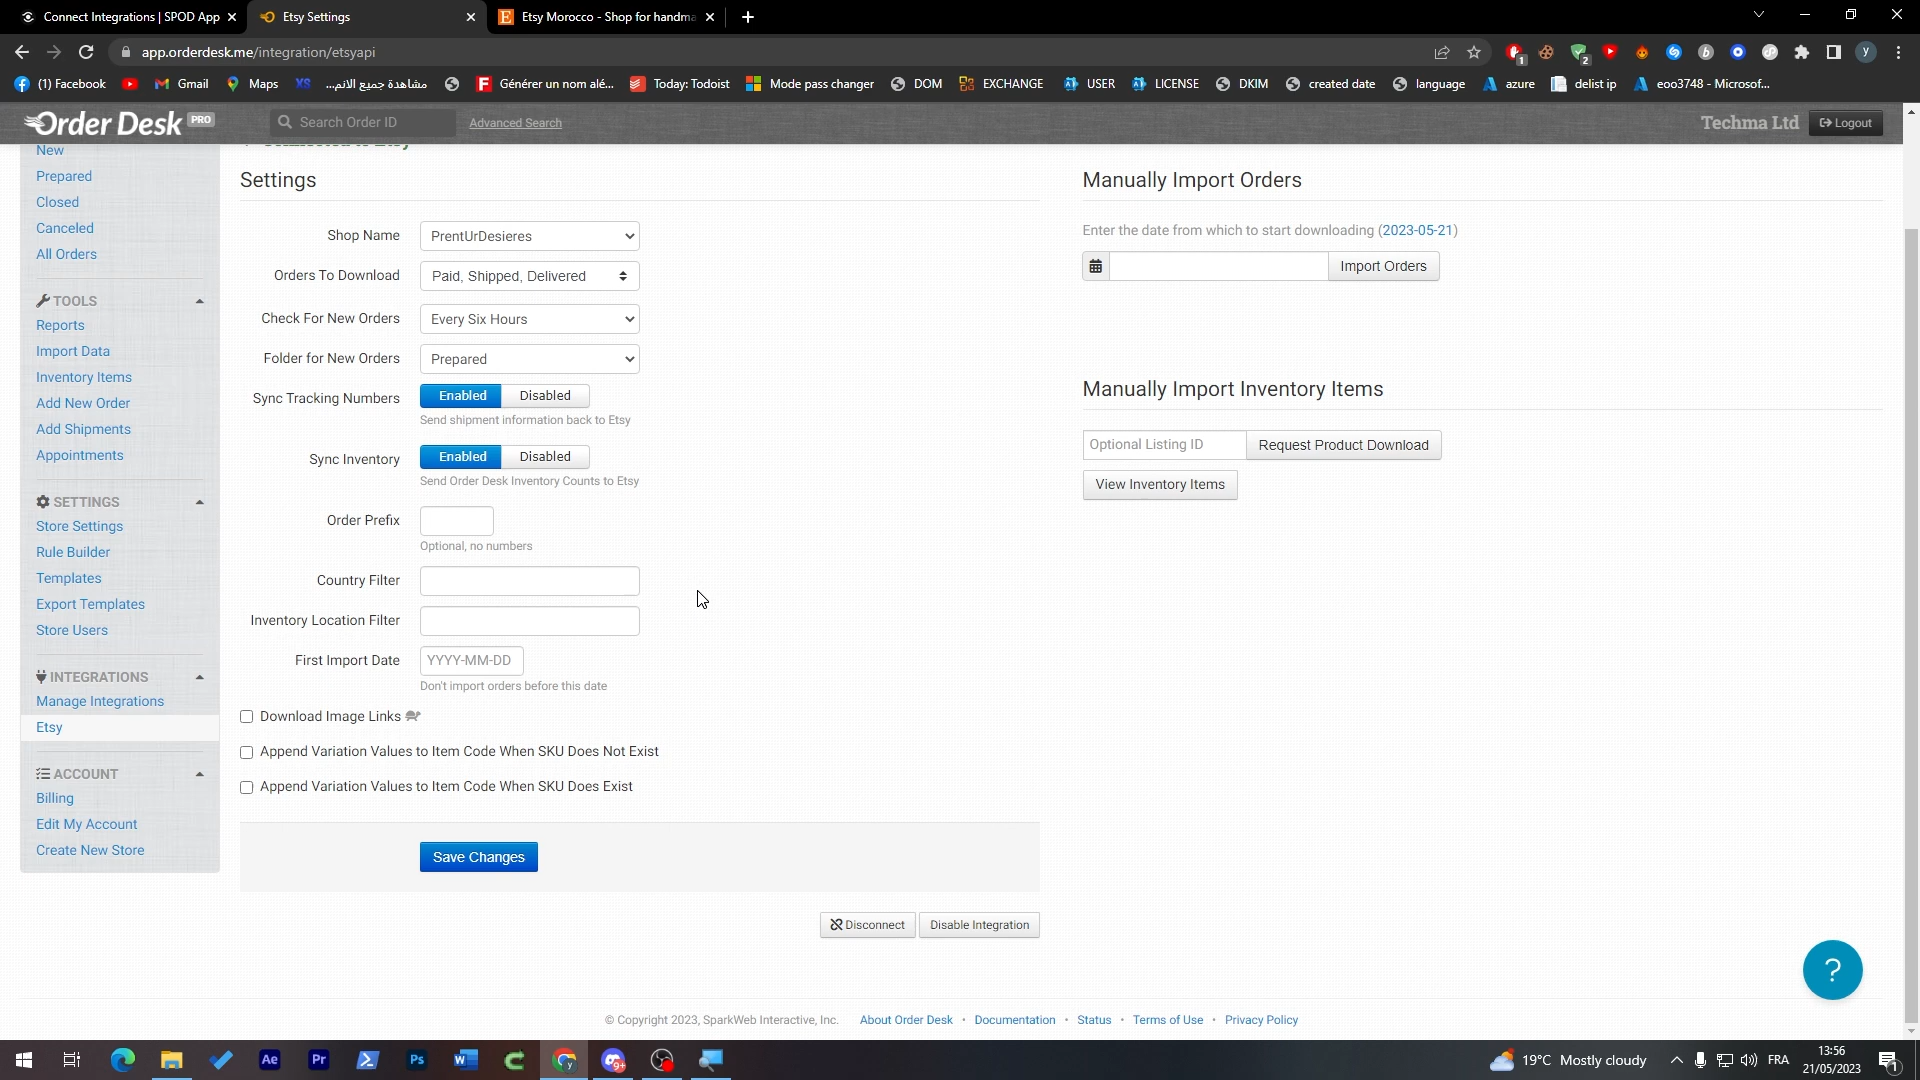 Connect Integrations | SPOD App
Etsy Settings
Etsy Morocco - Shop for handma
app.orderdesk.me/integration/etsyapi
1
2
y
(1) Facebook
Gmail
Maps
XS
مشاهدة جميع الانم...
Générer un nom alé...
Today: Todoist
Mode pass changer
DOM
EXCHANGE
USER
LICENSE
DKIM
created date
language
azure
delist ip
eoo3748 - Microsof...
Order Desk PRO
Search Order ID
Advanced Search
Techma Ltd
Logout
New
Prepared
Closed
Canceled
All Orders
TOOLS
Reports
Import Data
Inventory Items
Add New Order
Add Shipments
Appointments
SETTINGS
Store Settings
Rule Builder
Templates
Export Templates
Store Users
INTEGRATIONS
Manage Integrations
Etsy
ACCOUNT
Billing
Edit My Account
Create New Store
Settings
Shop Name
PrentUrDesieres
Orders To Download
Paid, Shipped, Delivered
Check For New Orders
Every Six Hours
Folder for New Orders
Prepared
Sync Tracking Numbers
Enabled
Disabled
Send shipment information back to Etsy
Sync Inventory
Enabled
Disabled
Send Order Desk Inventory Counts to Etsy
Order Prefix
Optional, no numbers
Country Filter
Inventory Location Filter
First Import Date
YYYY-MM-DD
Don't import orders before this date
Download Image Links
Append Variation Values to Item Code When SKU Does Not Exist
Append Variation Values to Item Code When SKU Does Exist
Save Changes
Disconnect
Disable Integration
Manually Import Orders
Enter the date from which to start downloading (2023-05-21)
Import Orders
Manually Import Inventory Items
Optional Listing ID
Request Product Download
View Inventory Items
?
© Copyright 2023, SparkWeb Interactive, Inc.
About Order Desk • Documentation • Status • Terms of Use • Privacy Policy
Ae
Pr
Ps
19°C Mostly cloudy
FRA
13:56
21/05/2023
1